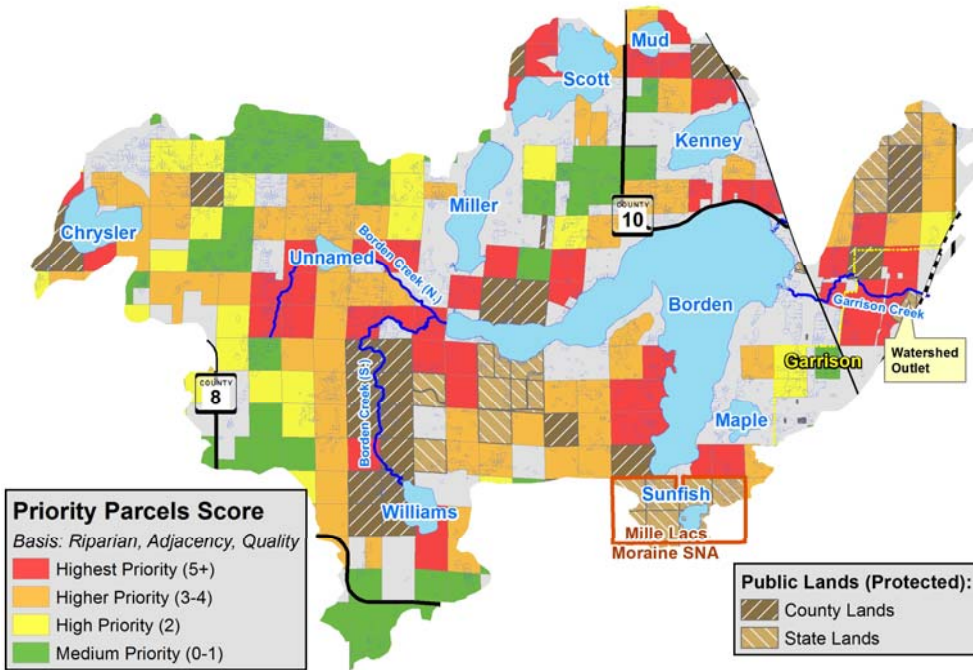 Mud
Scott
Kenney
Miller
COUNTY
10
Chrysler
Unnamed
Borden Creek (N.)
Borden
Garrison Creek
Watershed
Outlet
Garrison
COUNTY
8
Borden Creek (S.)
Maple
Williams
Sunfish
Mille Lacs
Moraine SNA
Priority Parcels Score
Basis: Riparian, Adjacency, Quality
Highest Priority (5+)
Higher Priority (3-4)
High Priority (2)
Medium Priority (0-1)
Public Lands (Protected):
County Lands
State Lands